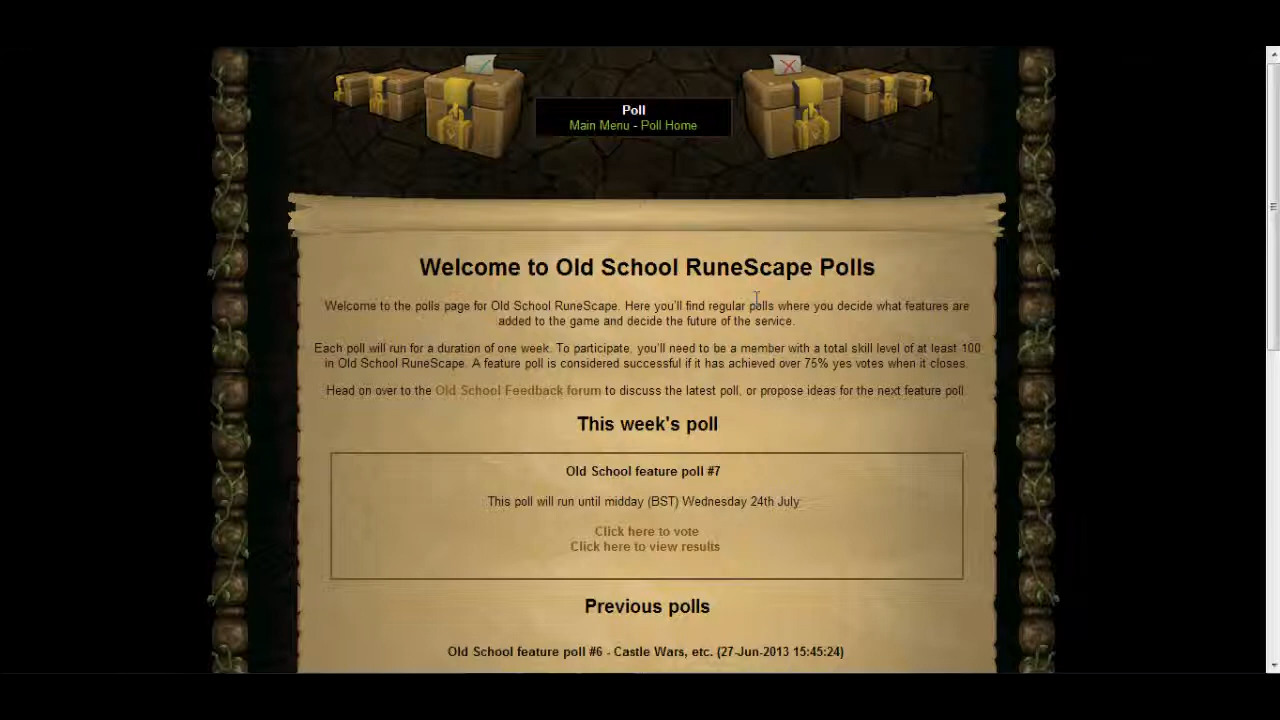 Poll
Main Menu - Poll Home
Welcome to Old School RuneScape Polls
Welcome to the polls page for Old School RuneScape. Here you'll find regular polls where you decide what features are
added to the game and decide the future of the service.
Each poll will run for a duration of one week. To participate, you'll need to be a member with a total skill level of at least 100
in Old School RuneScape. A feature poll is considered successful if it has achieved over 75% yes votes when it closes.
Head on over to the Old School Feedback forum to discuss the latest poll, or propose ideas for the next feature poll.
This week's poll
Old School feature poll #7
This poll will run until midday (BST) Wednesday 24th July
Click here to vote
Click here to view results
Previous polls
Old School feature poll #6 - Castle Wars, etc. (27-Jun-2013 15:45:24)